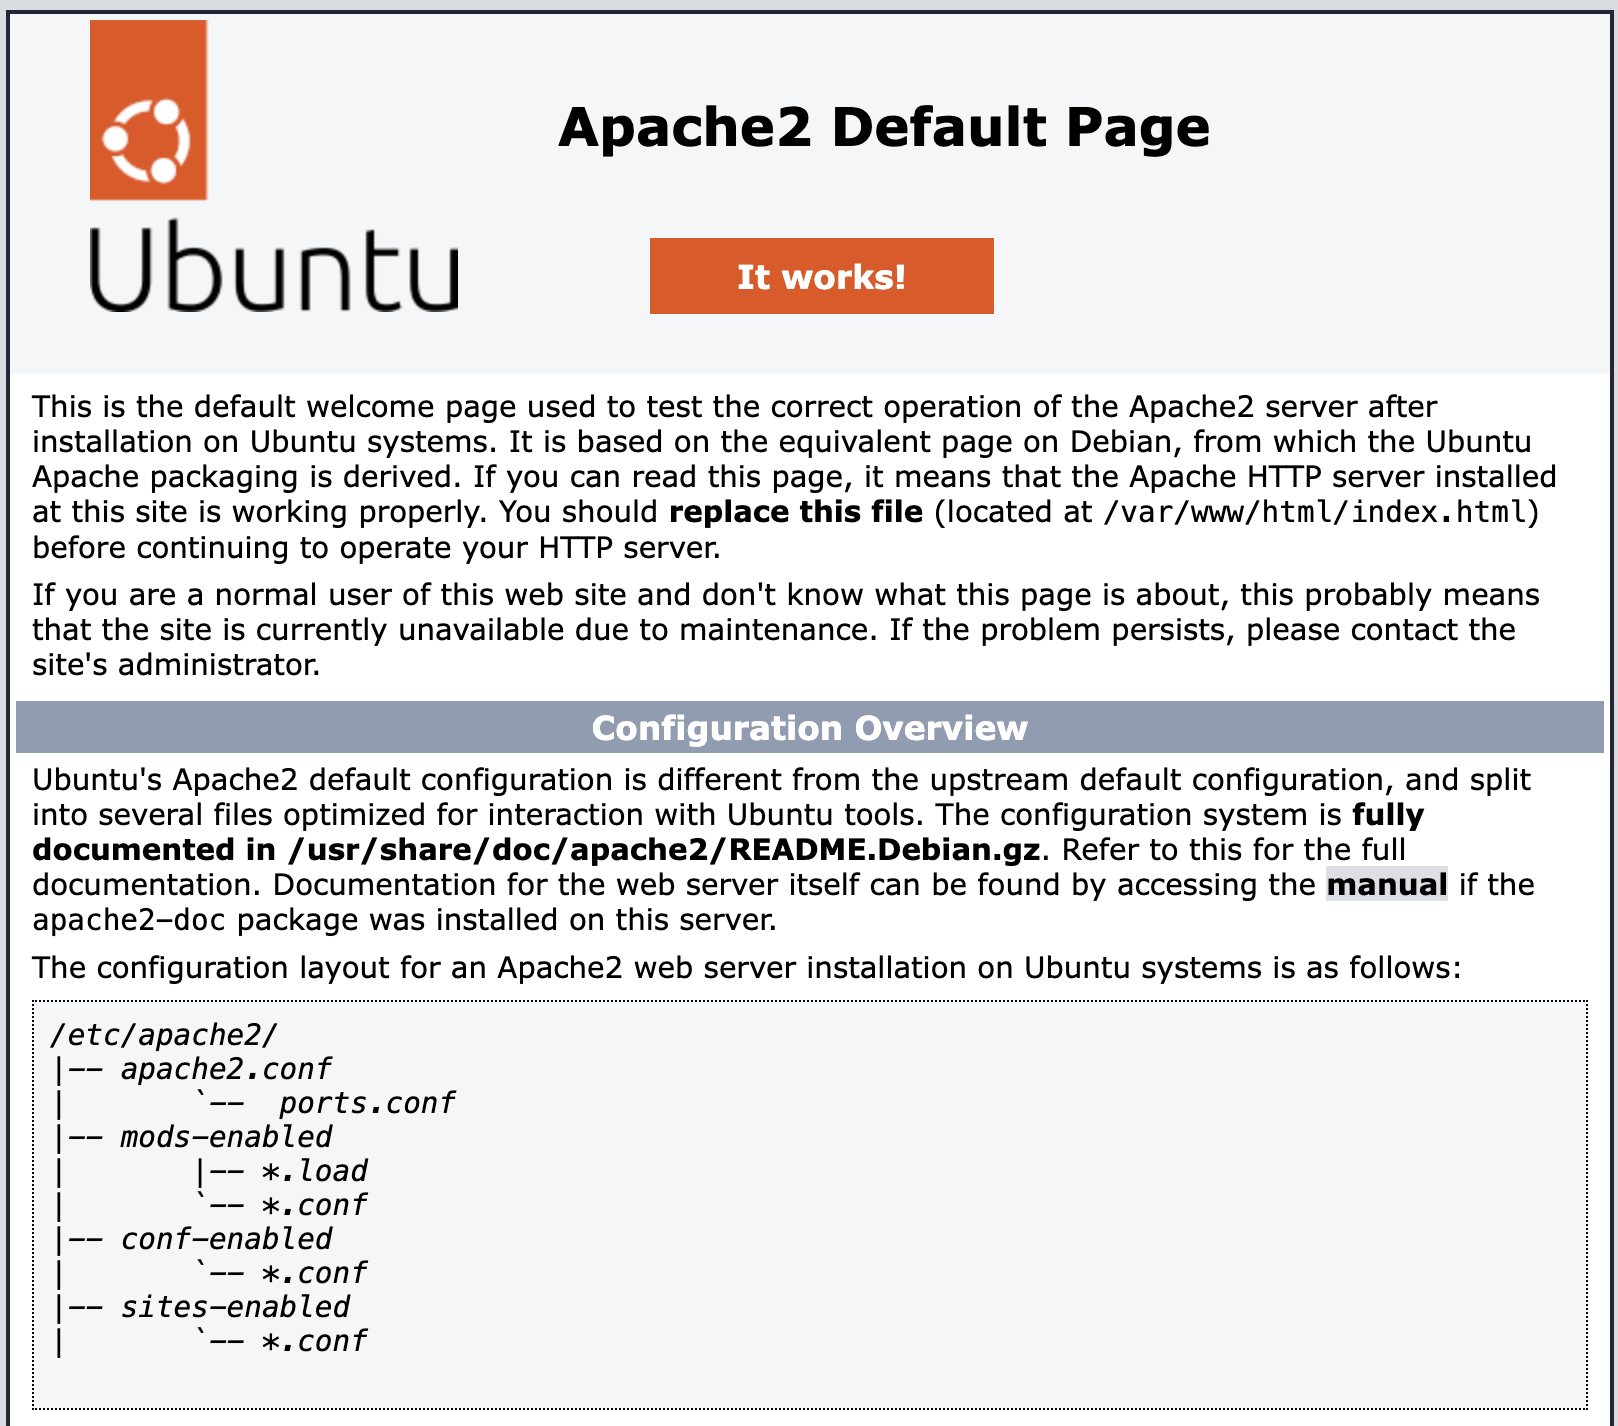 Ubuntu
Apache2 Default Page
It works!
This is the default welcome page used to test the correct operation of the Apache2 server after
installation on Ubuntu systems. It is based on the equivalent page on Debian, from which the Ubuntu
Apache packaging is derived. If you can read this page, it means that the Apache HTTP server installed
at this site is working properly. You should replace this file (located at /var/www/html/index.html)
before continuing to operate your HTTP server.
If you are a normal user of this web site and don't know what this page is about, this probably means
that the site is currently unavailable due to maintenance. If the problem persists, please contact the
site's administrator.
Configuration Overview
Ubuntu's Apache2 default configuration is different from the upstream default configuration, and split
into several files optimized for interaction with Ubuntu tools. The configuration system is fully
documented in /usr/share/doc/apache2/README.Debian.gz. Refer to this for the full
documentation. Documentation for the web server itself can be found by accessing the manual if the
apache2-doc package was installed on this server.
The configuration layout for an Apache2 web server installation on Ubuntu systems is as follows:
/etc/apache2/
|-- apache2.conf
|       `--  ports.conf
|-- mods-enabled
|       |-- *.load
|       `-- *.conf
|-- conf-enabled
|       `-- *.conf
|-- sites-enabled
|       `-- *.conf